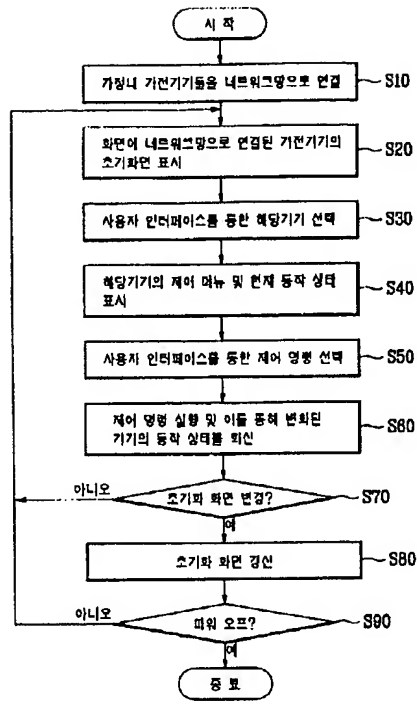 시 작
가정내 가전기기들을 네트워크망으로 연결
S10
화면에 네트워크망으로 연결된 가전기기의
초기화면 표시
S20
사용자 인터페이스를 통한 해당기기 선택
S30
해당기기의 제어 메뉴 및 현재 동작 상태
표시
S40
사용자 인터페이스를 통한 제어 명령 선택
S50
제어 명령 실행 및 이를 통해 변화된
기기의 동작 상태를 회신
S60
아니오
초기화 화면 변경?
S70
예
초기화 화면 갱신
S80
아니오
파워 오프?
S90
예
종 료